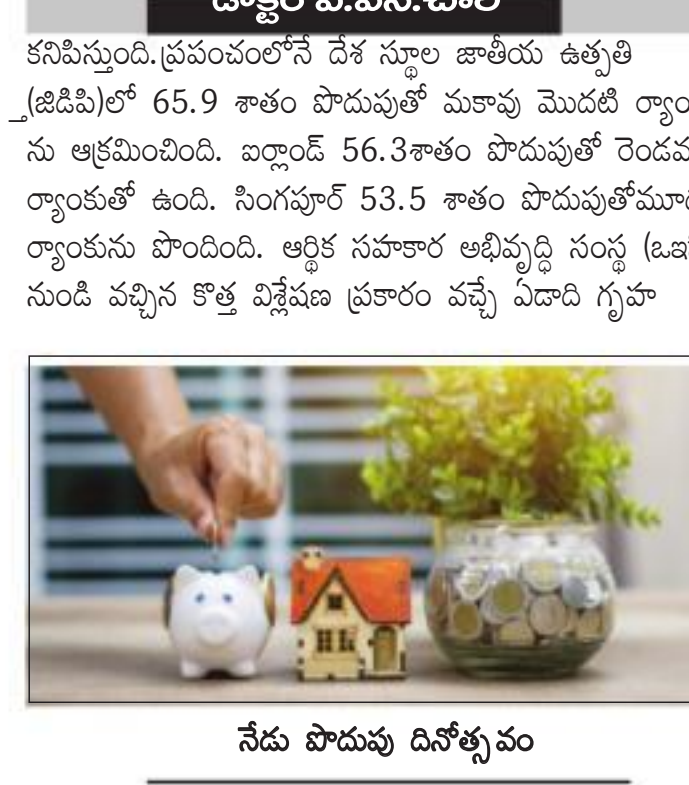 కనిపిస్తుంది.ప్రపంచంలోనే దేశ స్థూల జాతీయ ఉత్పతి
్త(జిడిపి)లో 65.9 శాతం పొదుపుతో మకావు మొదటి
ను ఆక్రమించింది. ఐర్లాండ్ 56.3శాతం పొదుపుతో
ర్యాంకుతో ఉంది. సింగపూర్ 53.5 శాతం
ర్యాంకును పొందింది. ఆర్థిక సహకార అభివృద్ధి సంస్థ
నుండి వచ్చిన కొత్త విశ్లేషణ ప్రకారం వచ్చే ఏడాది గృహ
నేడు పొదుపు దినోత్సవం